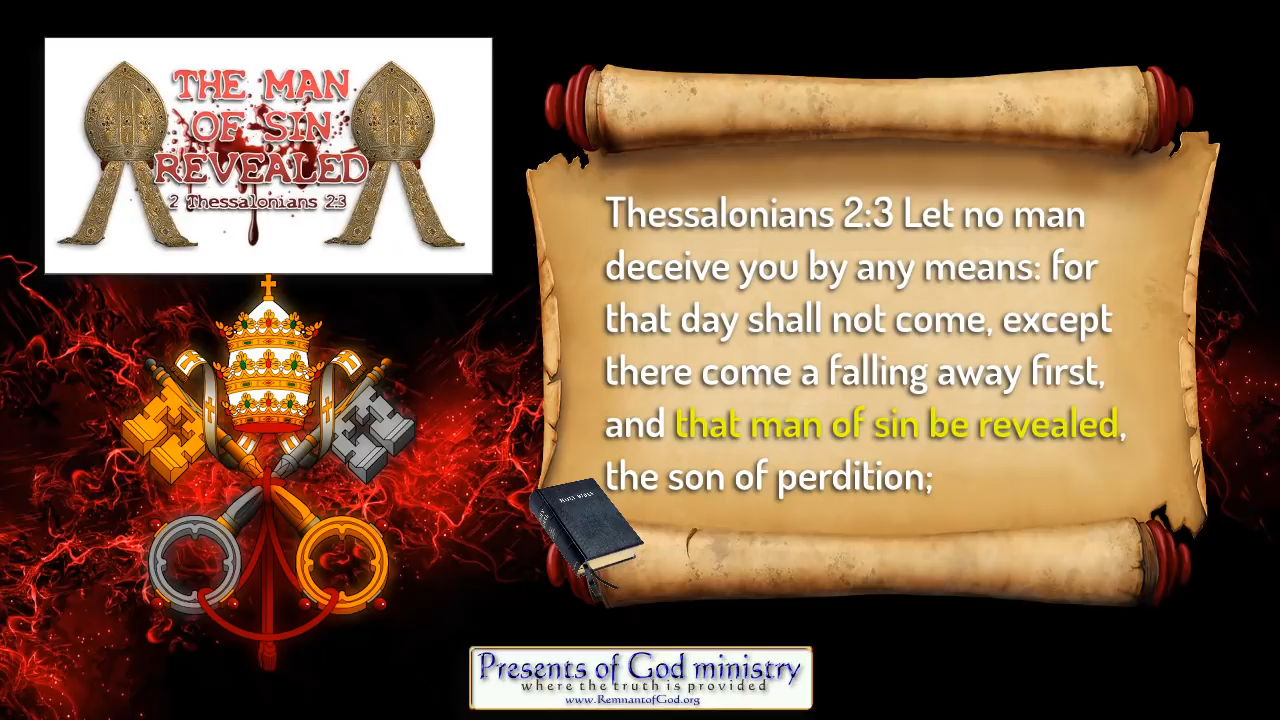 THE MAN
OF SIN
REVEALED
2 Thessalonians 2:3
Thessalonians 2:3 Let no man
deceive you by any means: for
that day shall not come, except
there come a falling away first,
and that man of sin be revealed,
the son of perdition;
HOLY BIBLE
Presents of God ministry
where the truth is provided
www.RemnantofGod.org